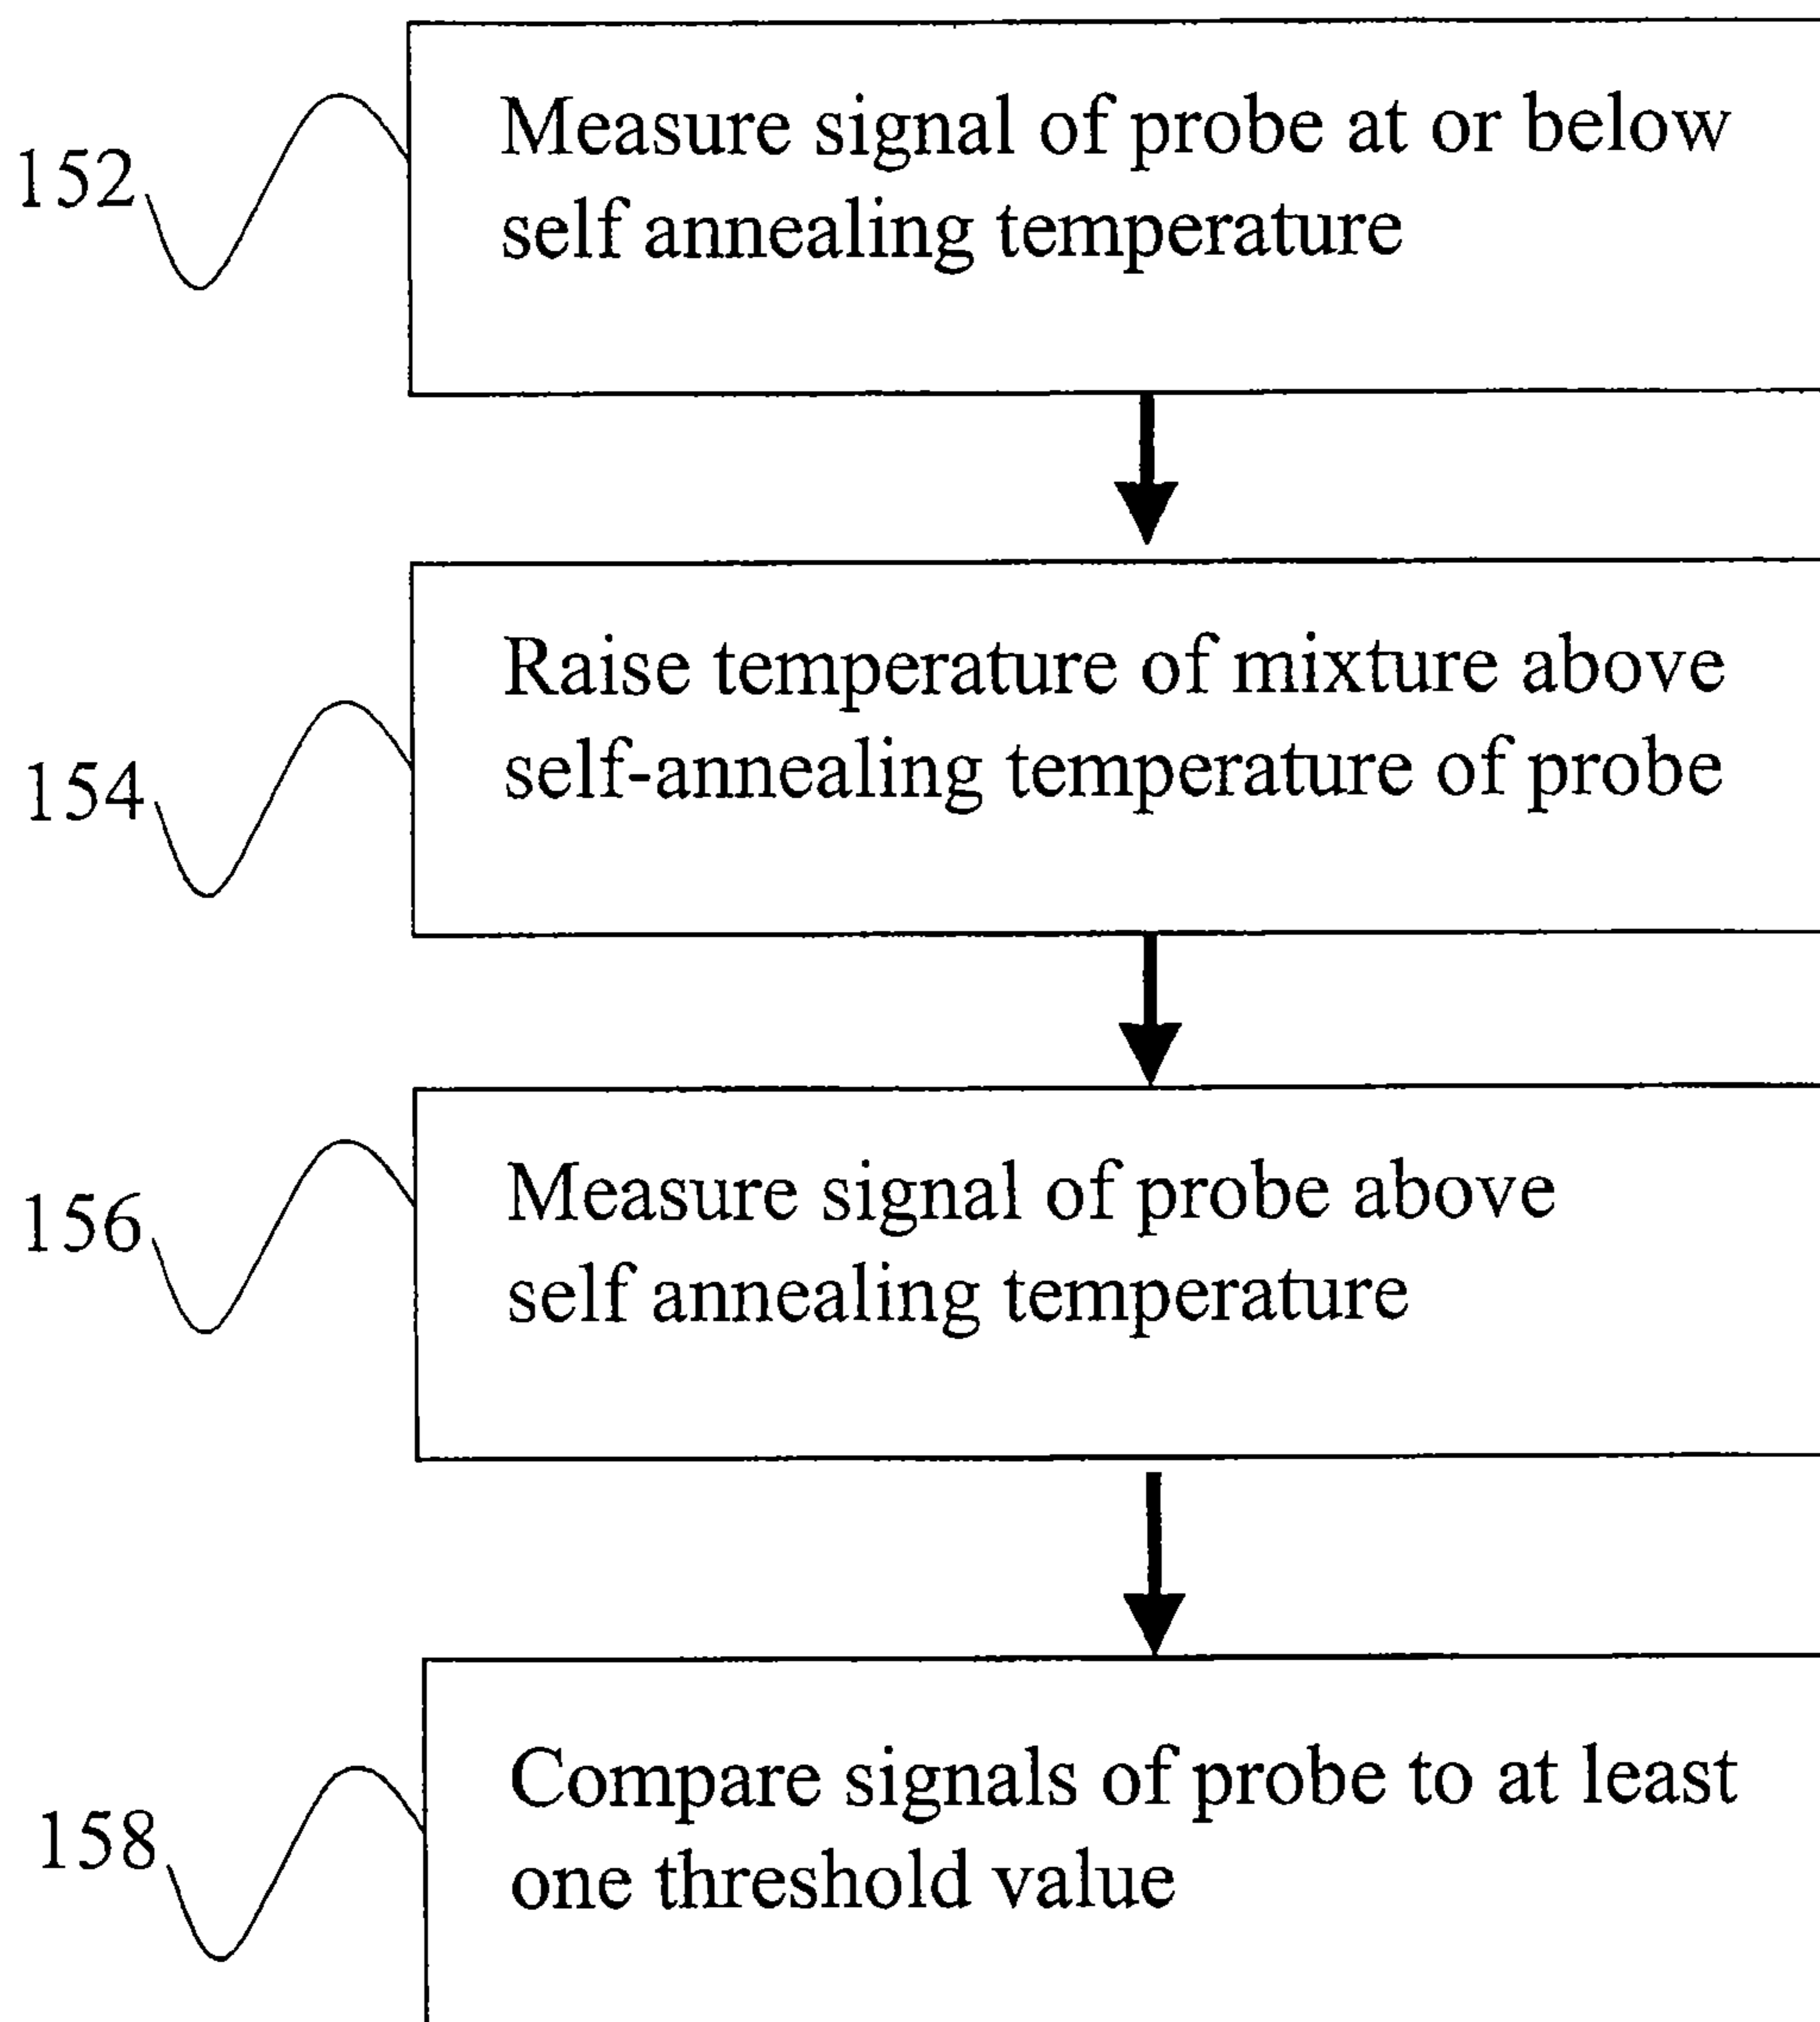 152
Measure signal of probe at or below
self annealing temperature
154
Raise temperature of mixture above
self-annealing temperature of probe
156
Measure signal of probe above
self annealing temperature
158
Compare signals of probe to at least
one threshold value